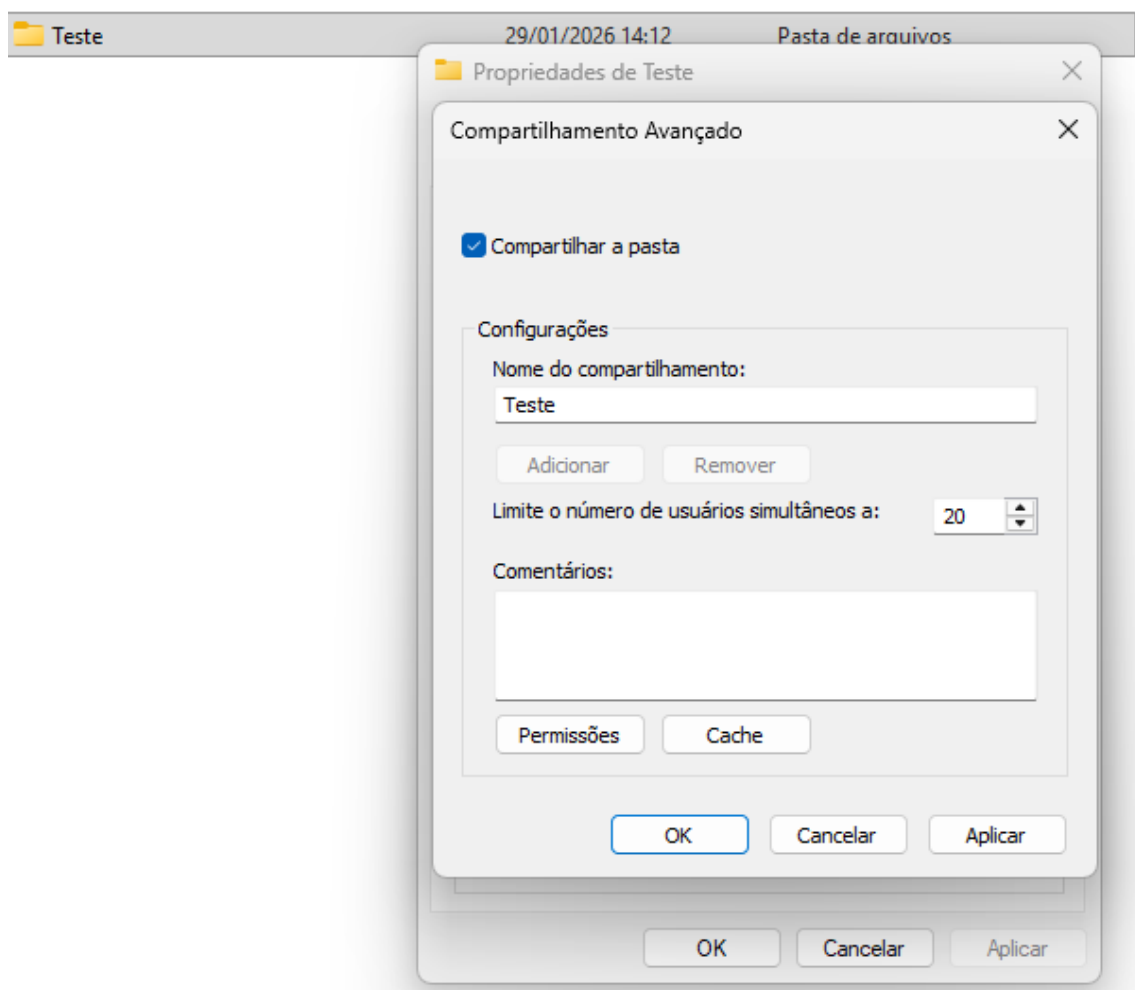 Teste 29/01/2026 14:12 Pasta de arquivos
Propriedades de Teste
Compartilhamento Avançado
Compartilhar a pasta
Configurações
Nome do compartilhamento:
Teste
Adicionar Remover
Limite o número de usuários simultâneos a: 20
Comentários:
Permissões Cache
OK Cancelar Aplicar
OK Cancelar Aplicar